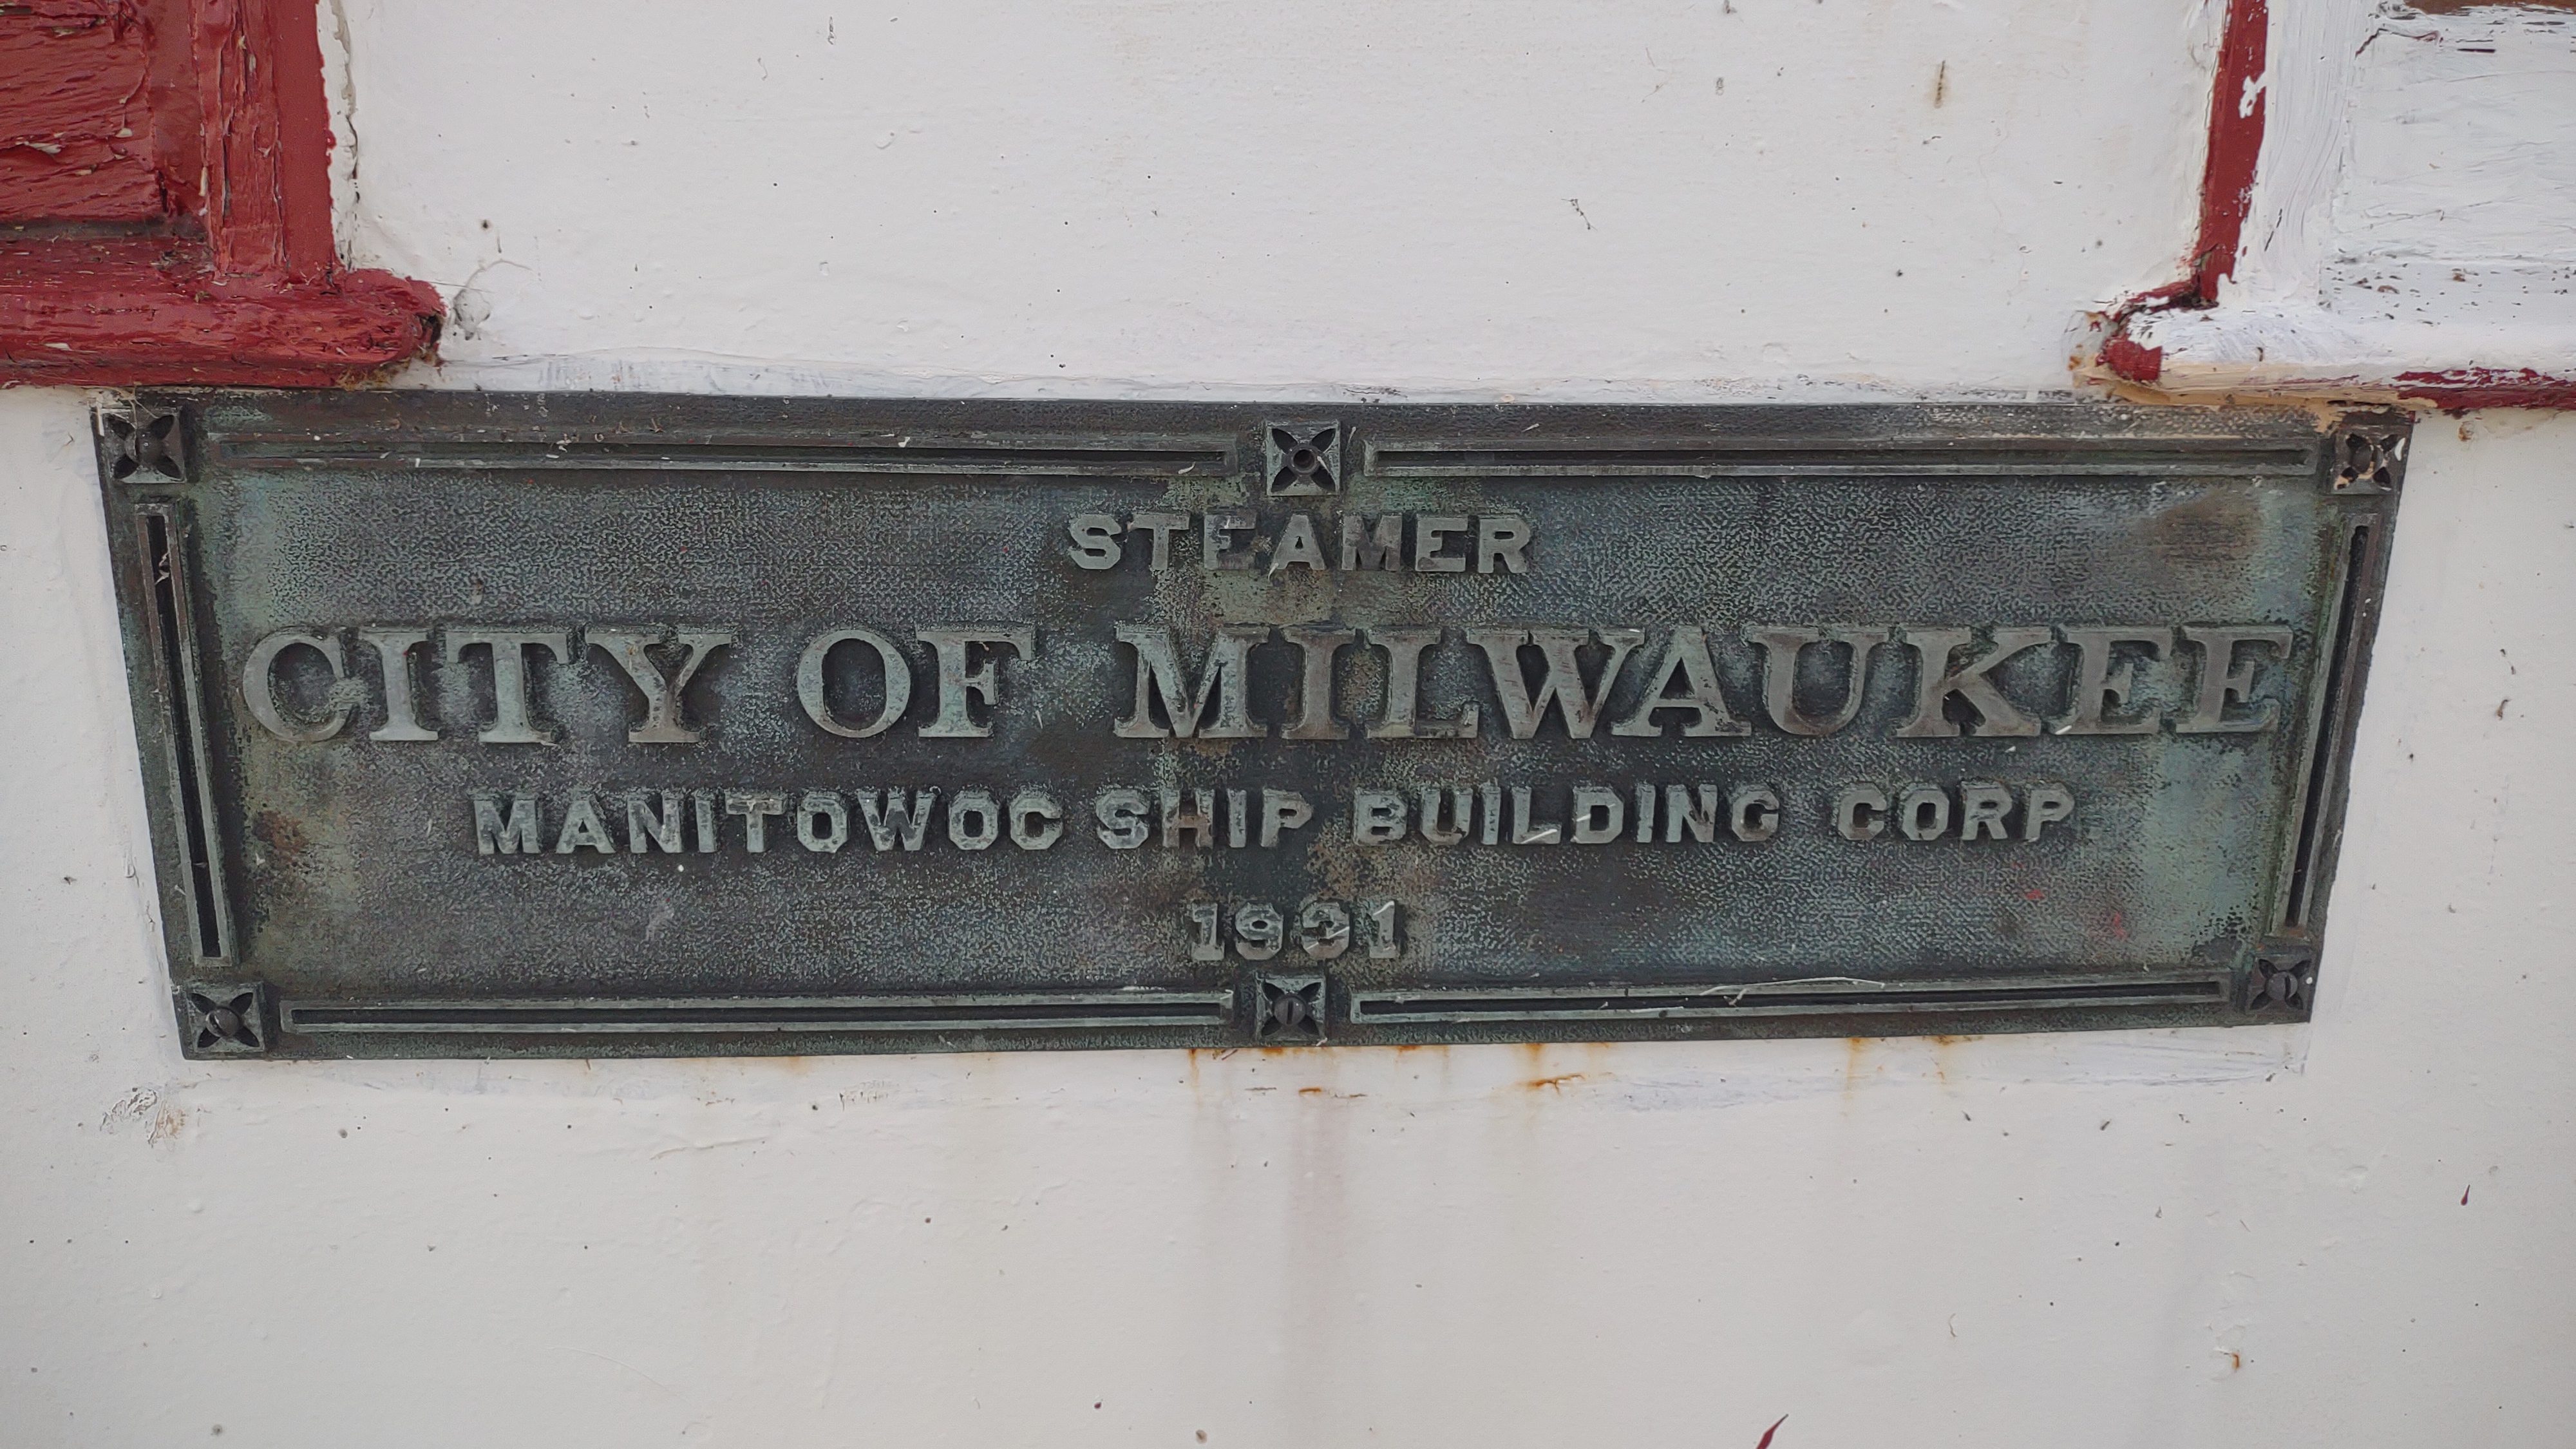 STEAMER
CITY OF MILWAUKEE
MANITOWOC SHIP BUILDING CORP.
1931